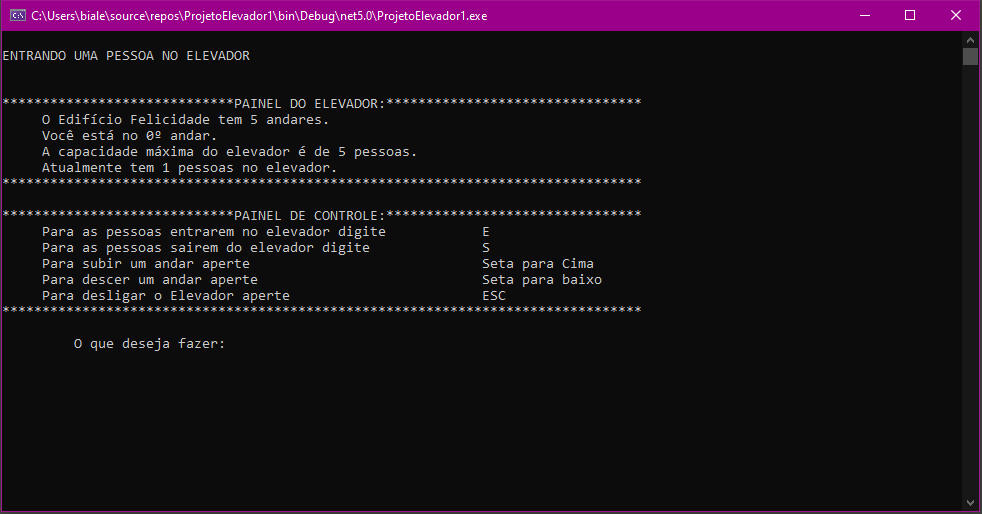 C:\Users\biale\source\repos\ProjetoElevador1\bin\Debug\net5.0\ProjetoElevador1.exe
ENTRANDO UMA PESSOA NO ELEVADOR
*****************************PAINEL DO ELEVADOR:********************************
O Edifício Felicidade tem 5 andares.
Você está no 0º andar.
A capacidade máxima do elevador é de 5 pessoas.
Atualmente tem 1 pessoas no elevador.
********************************************************************************
*****************************PAINEL DE CONTROLE:********************************
Para as pessoas entrarem no elevador digite E
Para as pessoas sairem do elevador digite S
Para subir um andar aperte Seta para Cima
Para descer um andar aperte Seta para baixo
Para desligar o Elevador aperte ESC
********************************************************************************
O que deseja fazer: